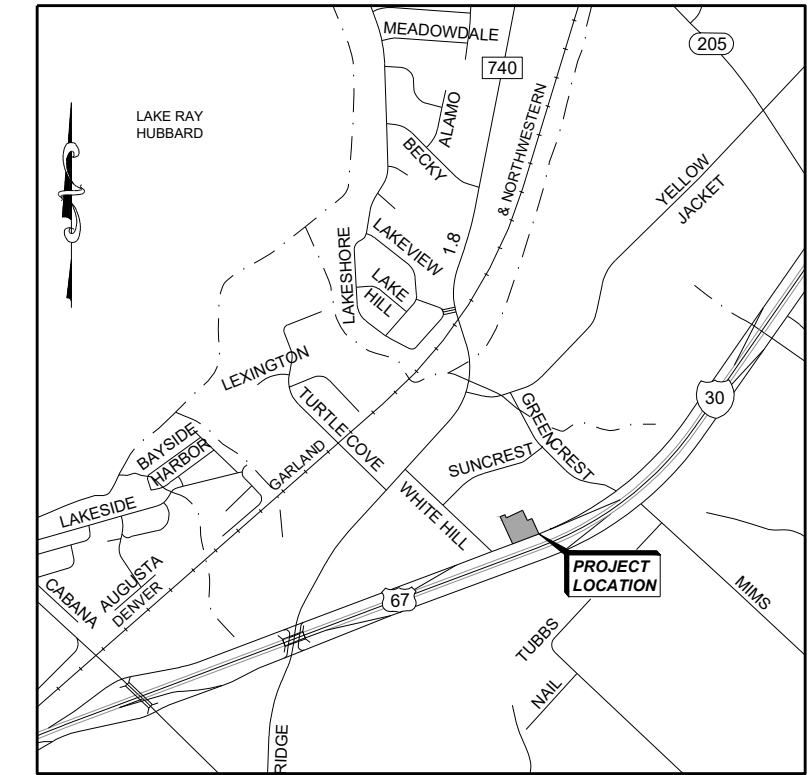 MEADOWDALE
205
740
LAKE RAY
HUBBARD
ALAMO
& NORTHWESTERN
BECKY
YELLOW
JACKET
LAKESHORE
LAKEVIEW
1.8
LAKE
HILL
LEXINGTON
30
TURTLE COVE
GREENCREST
BAYSIDE
HARBOR
GARLAND
SUNCREST
LAKESIDE
WHITE HILL
PROJECT
LOCATION
CABANA
AUGUSTA
DENVER
67
MIMS
TUBBS
NAIL
RIDGE